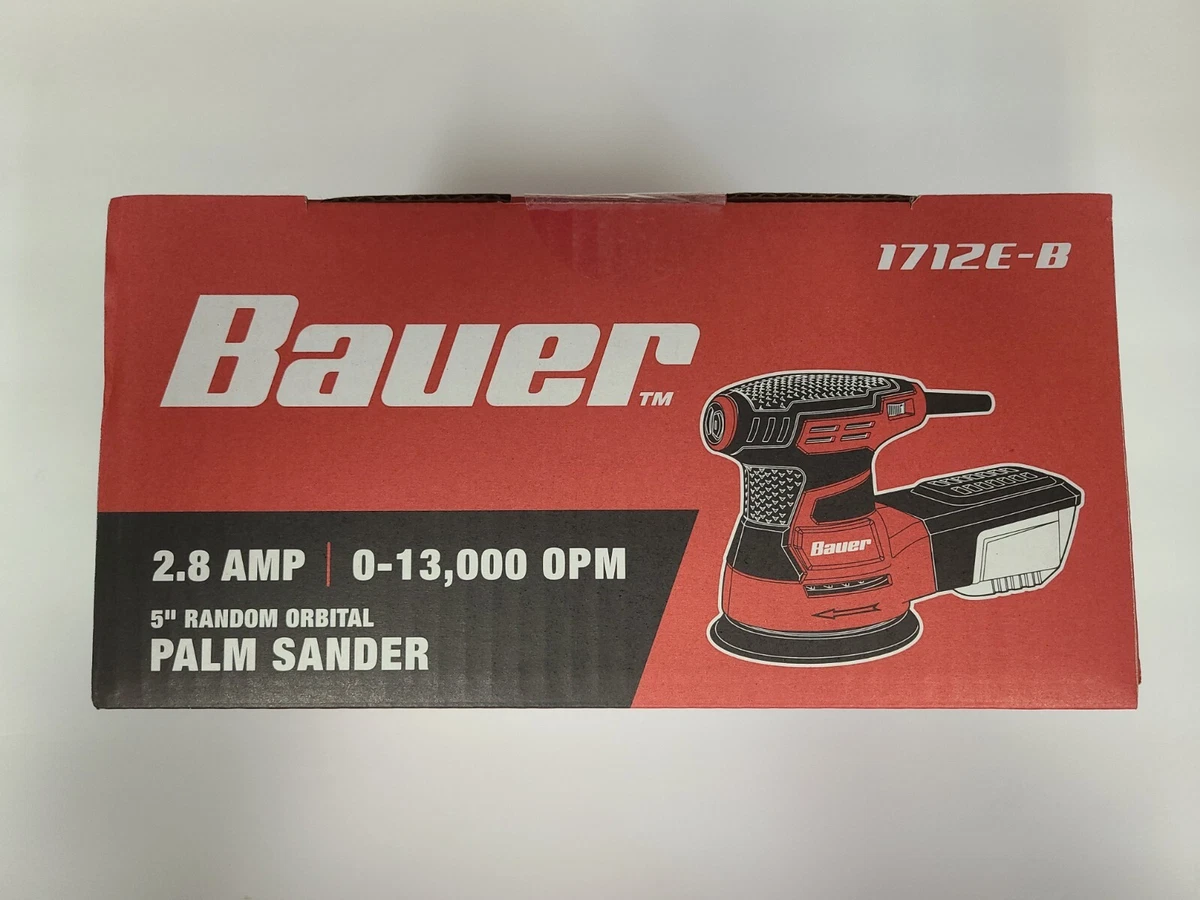 1712E-B
Bauer™
Bauer
2.8 AMP | 0-13,000 OPM
5" RANDOM ORBITAL
PALM SANDER